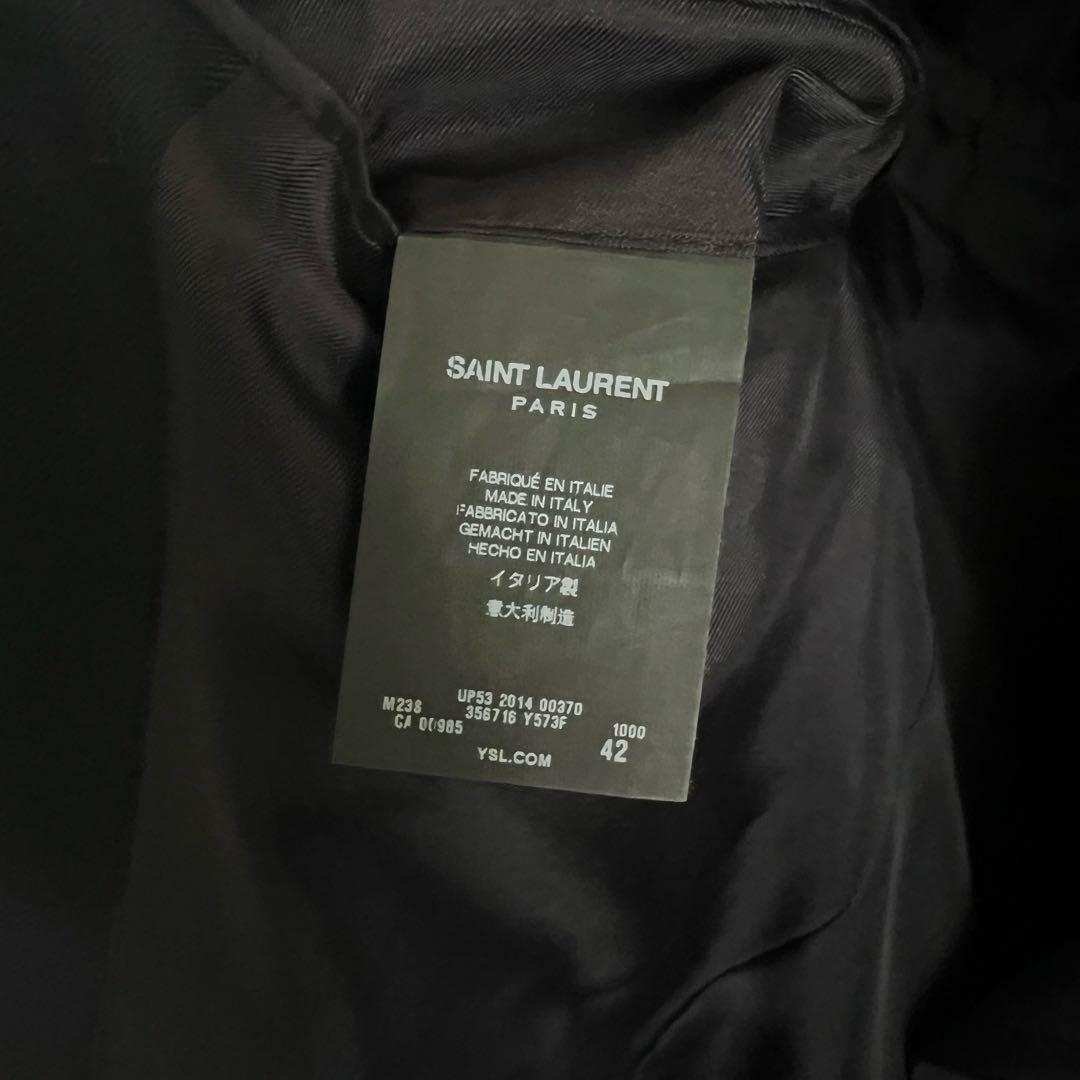 SAINT LAURENT
PARIS
FABRIQUÉ EN ITALIE
MADE IN ITALY
FABBRICATO IN ITALIA
GEMACHT IN ITALIEN
HECHO EN ITALIA
イタリア製
意大利制造
M238 UP53 2014 00370
CA 00985 356716 Y573F 1000
42
YSL.COM